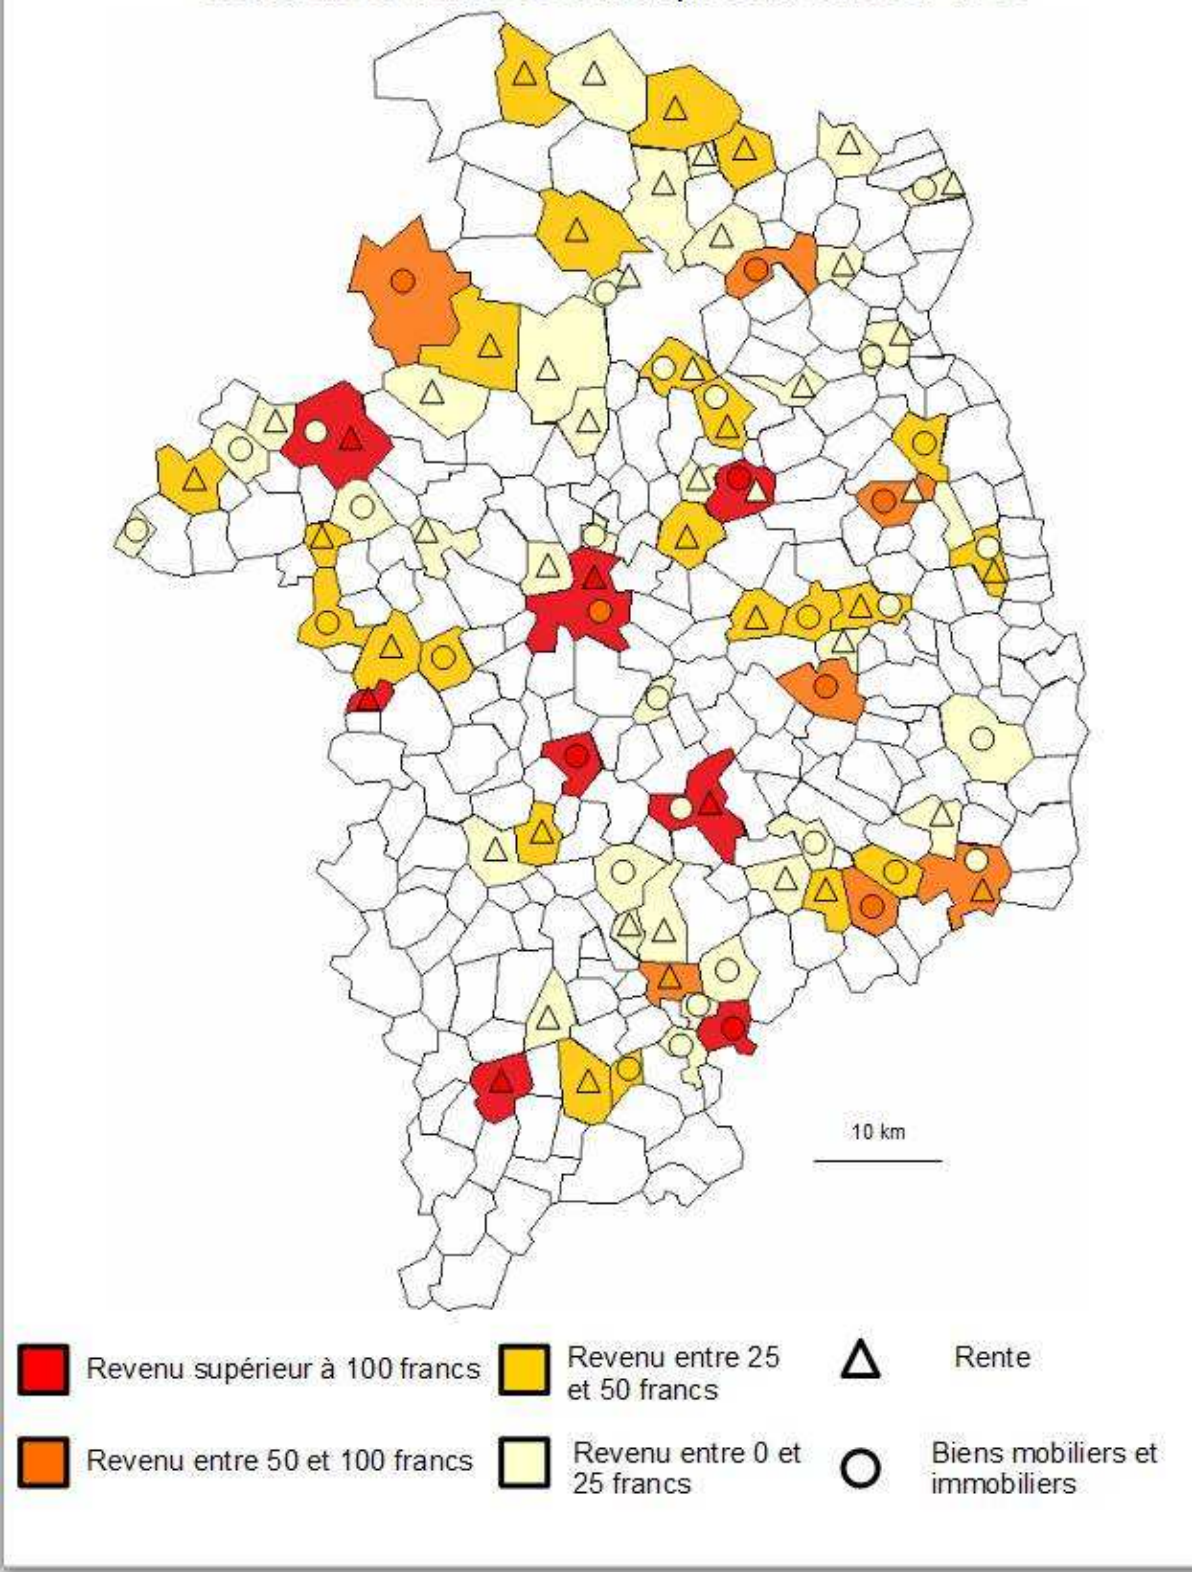 10 km
Revenu supérieur à 100 francs
Revenu entre 25
et 50 francs
Rente
Revenu entre 50 et 100 francs
Revenu entre 0 et
25 francs
Biens mobiliers et
immobiliers